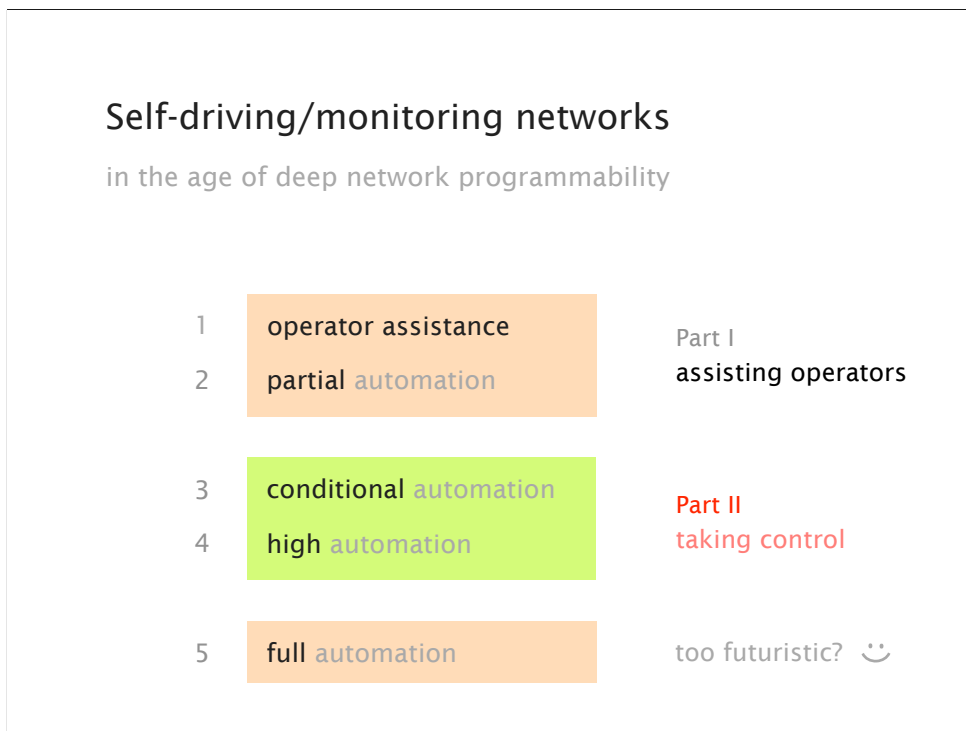 Self-driving/monitoring networks
in the age of deep network programmability
1 operator assistance
2 partial automation
Part I
assisting operators
3 conditional automation
4 high automation
Part II
taking control
5 full automation
too futuristic?